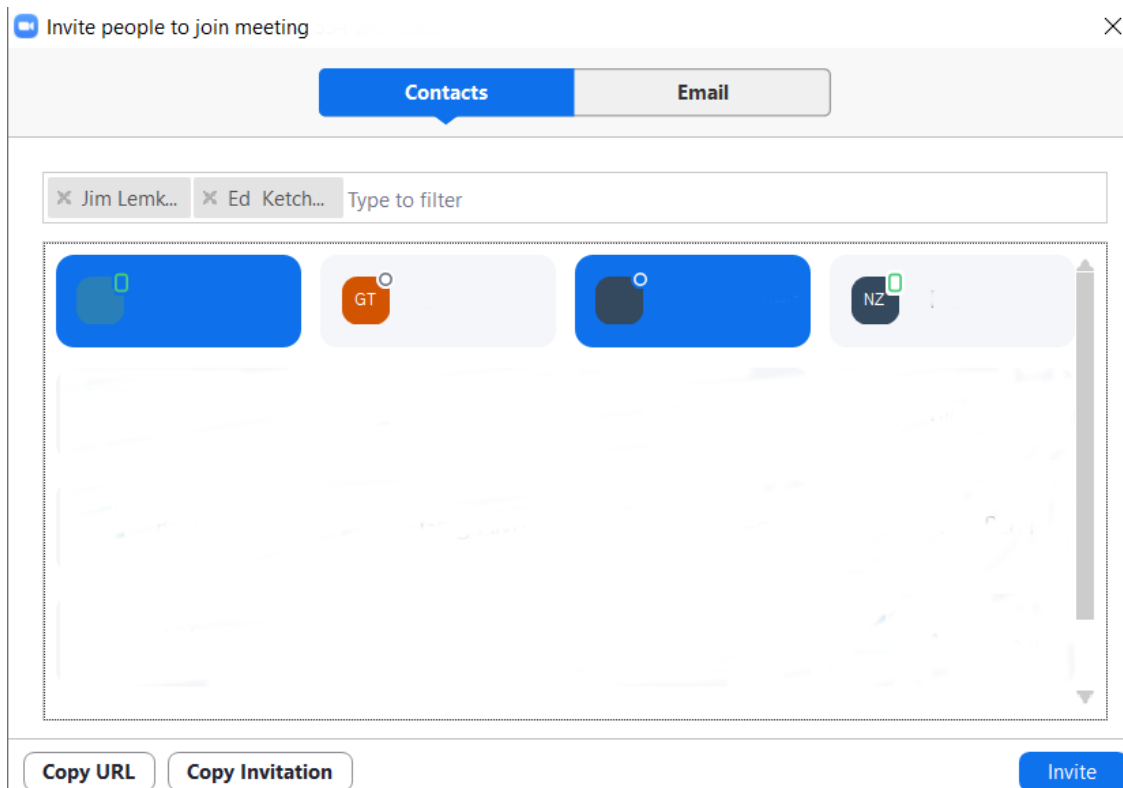 Invite people to join meeting
Contacts Email
Jim Lemk... Ed Ketch... Type to filter
GT NZ
Copy URL Copy Invitation Invite